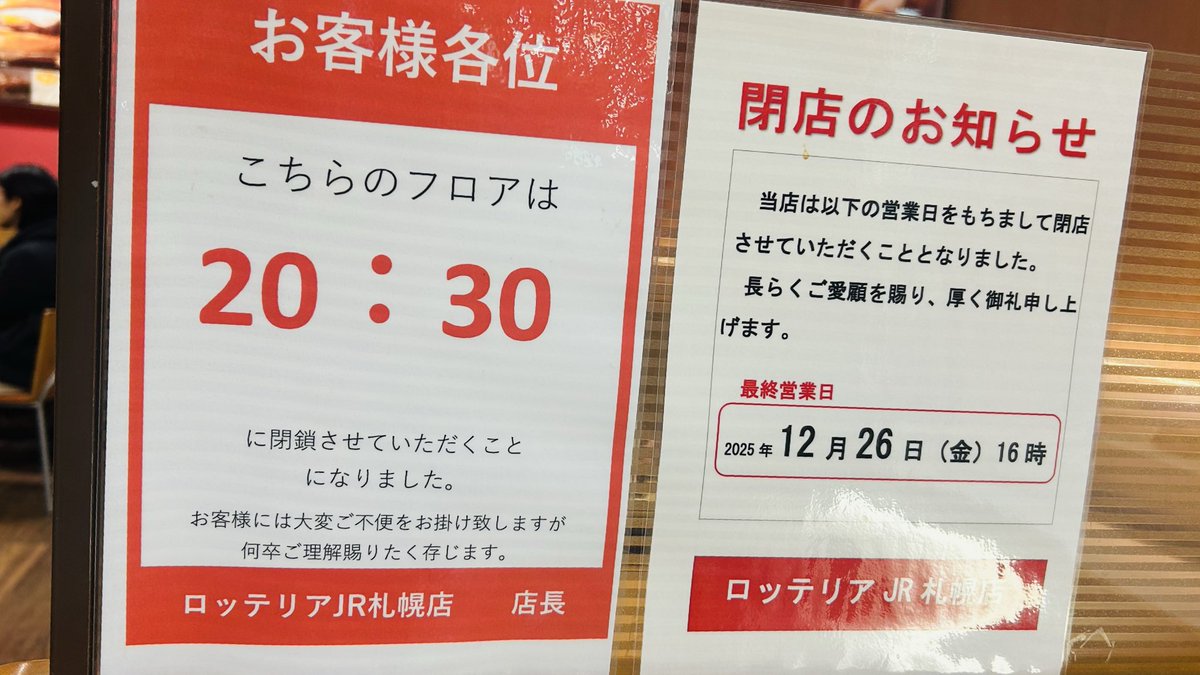 お客様各位
こちらのフロアは
20：30
に閉鎖させていただくこと
になりました。
お客様には大変ご不便をお掛け致しますが
何卒ご理解賜りたく存じます。
ロッテリアJR札幌店　店長
閉店のお知らせ
当店は以下の営業日をもちまして閉店
させていただくこととなりました。
長らくご愛顧を賜り、厚く御礼申し上
げます。
最終営業日
2025年 12月26日（金）16時
ロッテリア JR 札幌店